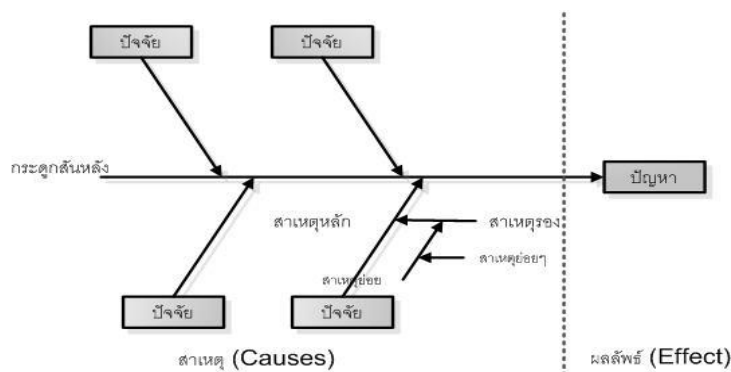 ปัจจัย
ปัจจัย
กระดูกสันหลัง
ปัญหา
สาเหตุหลัก
สาเหตุรอง
สาเหตุย่อยๆ
สาเหตุย่อย
ปัจจัย
ปัจจัย
สาเหตุ (Causes)
ผลลัพธ์ (Effect)